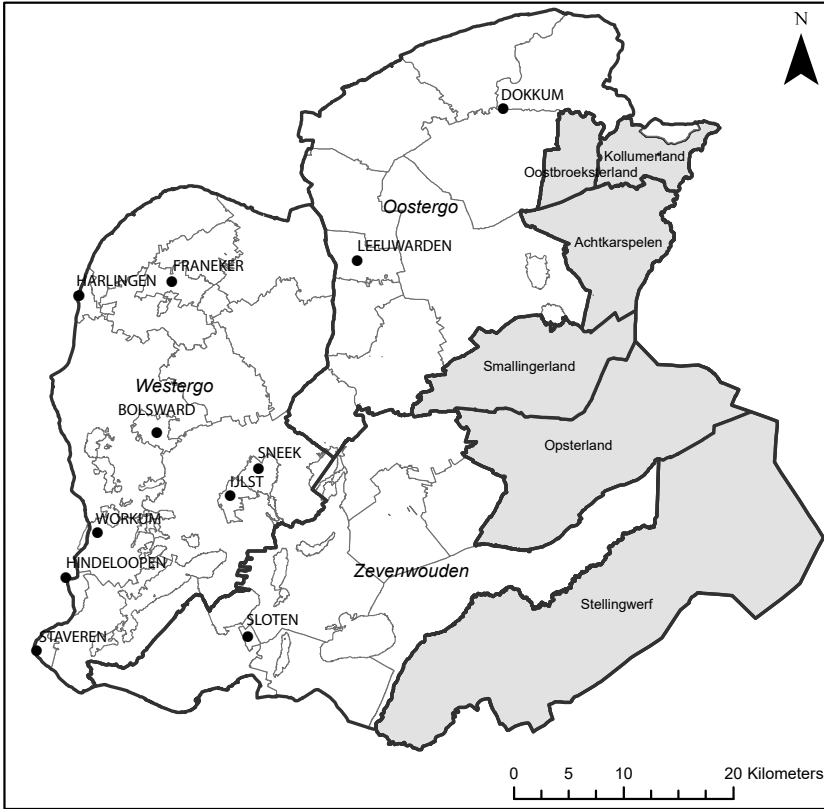 N
DOKKUM
Kollumerland
Oostbroeksterland
Oostergo
Achtkarspelen
LEEUWARDEN
FRANEKER
HARLINGEN
Smallingerland
Westergo
BOLSWARD
Opsterland
SNEEK
IJLST
WORKUM
HINDELOOPEN
Zevenwouden
Stellingwerf
SLOTEN
STAVEREN
0 5 10 20 Kilometers